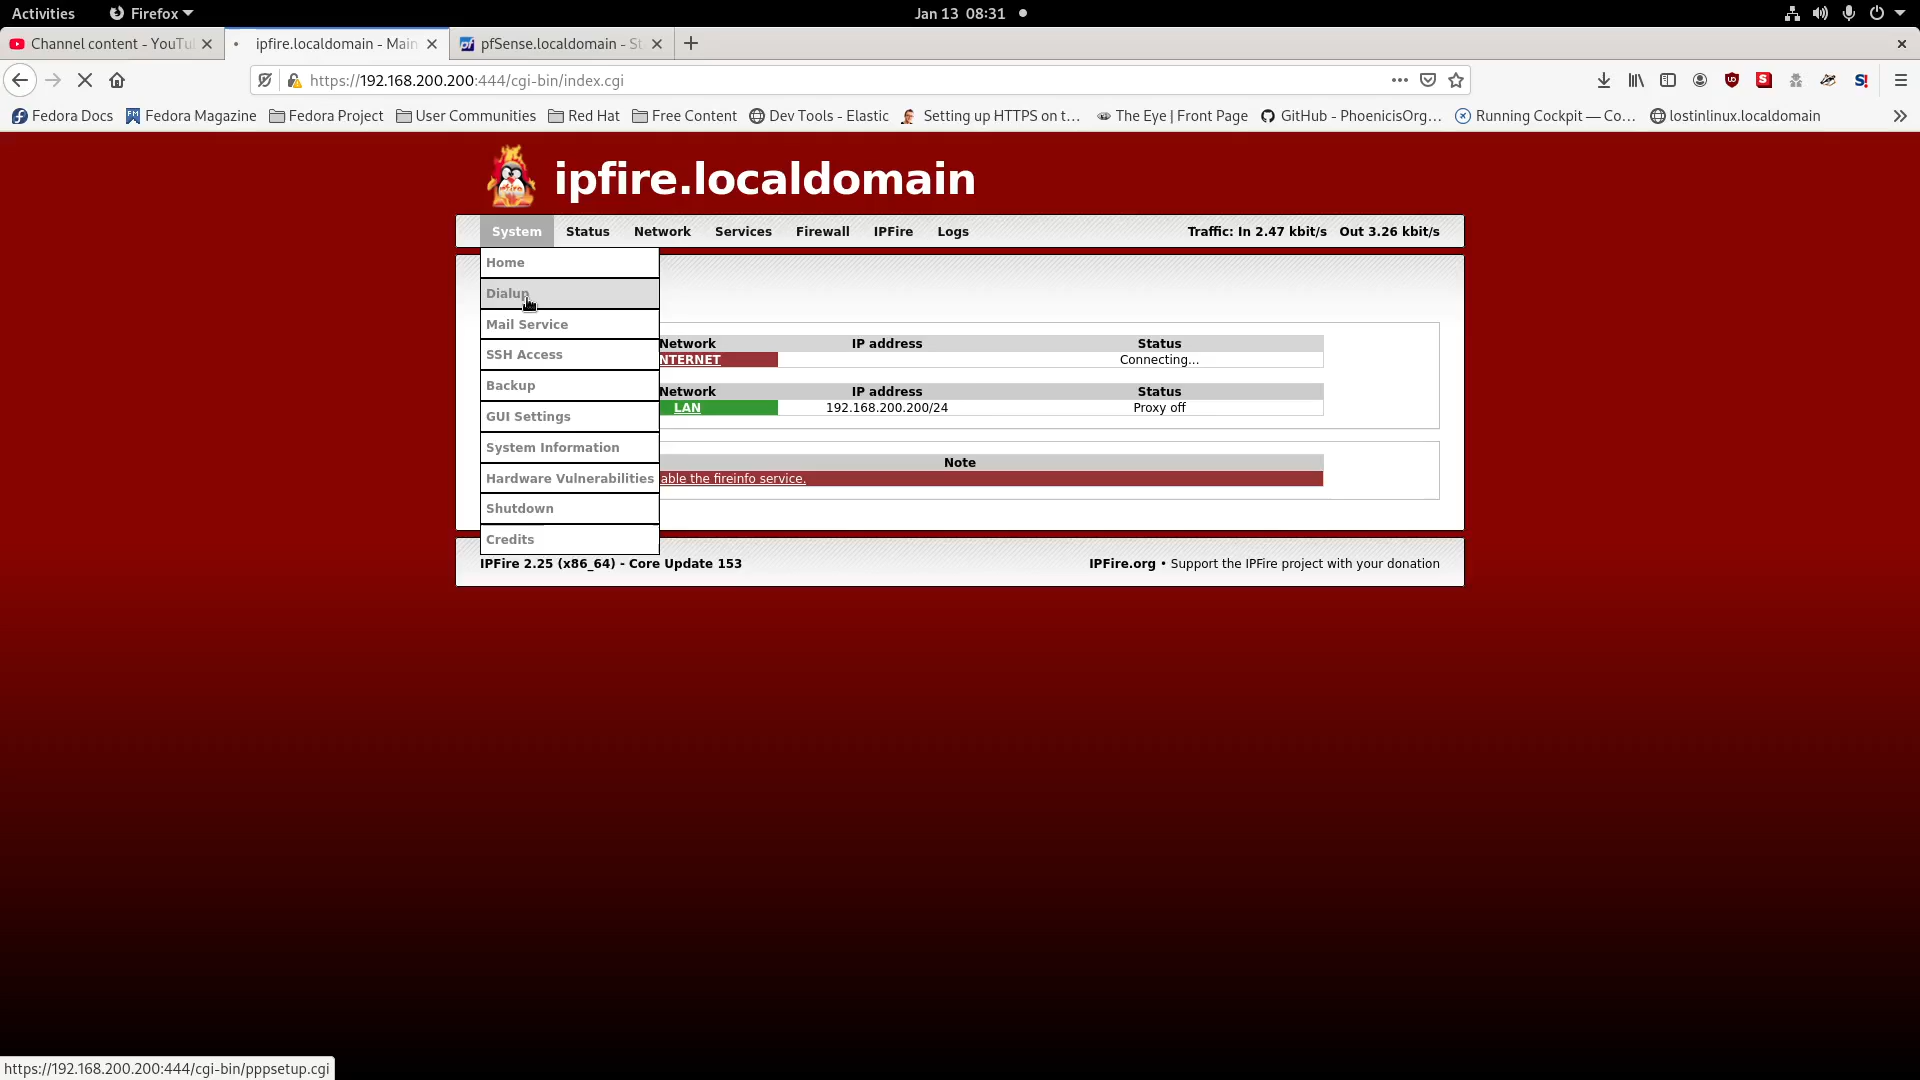 Activities Firefox Jan 13 08:31
Channel content - YouTu ipfire.localdomain - Main pfSense.localdomain - St
https://192.168.200.200:444/cgi-bin/index.cgi
Fedora Docs Fedora Magazine Fedora Project User Communities Red Hat Free Content Dev Tools - Elastic Setting up HTTPS on t… The Eye | Front Page GitHub - PhoenicisOrg… Running Cockpit — Co… lostinlinux.localdomain
ipfire.localdomain
System Status Network Services Firewall IPFire Logs Traffic: In 2.47 kbit/s Out 3.26 kbit/s
Home
Dialup
Mail Service
SSH Access
Backup
GUI Settings
System Information
Hardware Vulnerabilities
Shutdown
Credits
Network IP address Status
NTERNET Connecting...
Network IP address Status
LAN 192.168.200.200/24 Proxy off
Note
able the fireinfo service.
IPFire 2.25 (x86_64) - Core Update 153 IPFire.org • Support the IPFire project with your donation
https://192.168.200.200:444/cgi-bin/pppsetup.cgi